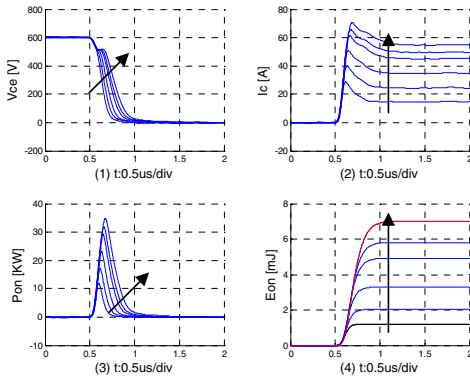 800
600
400
200
0
-200
Vce [V]
0 0.5 1 1.5 2
(1) t:0.5us/div
80
60
40
20
0
-20
Ic [A]
0 0.5 1 1.5 2
(2) t:0.5us/div
40
30
20
10
0
-10
Pon [KW]
0 0.5 1 1.5 2
(3) t:0.5us/div
8
6
4
2
0
Eon [mJ]
0 0.5 1 1.5 2
(4) t:0.5us/div